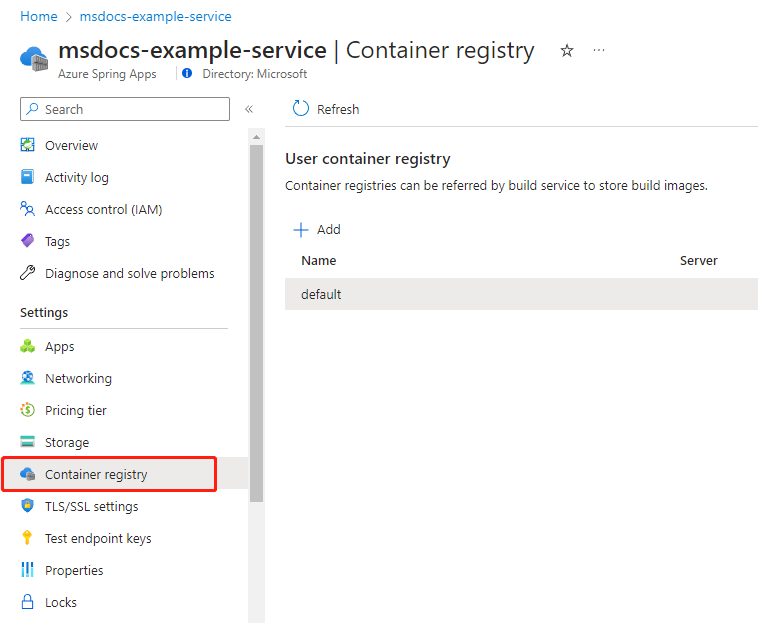 Home > msdocs-example-service
msdocs-example-service | Container registry
Azure Spring Apps | Directory: Microsoft
Search
«
Overview
Activity log
Access control (IAM)
Tags
Diagnose and solve problems
Settings
Apps
Networking
Pricing tier
Storage
Container registry
TLS/SSL settings
Test endpoint keys
Properties
Locks
Refresh
User container registry
Container registries can be referred by build service to store build images.
Add
Name Server
default